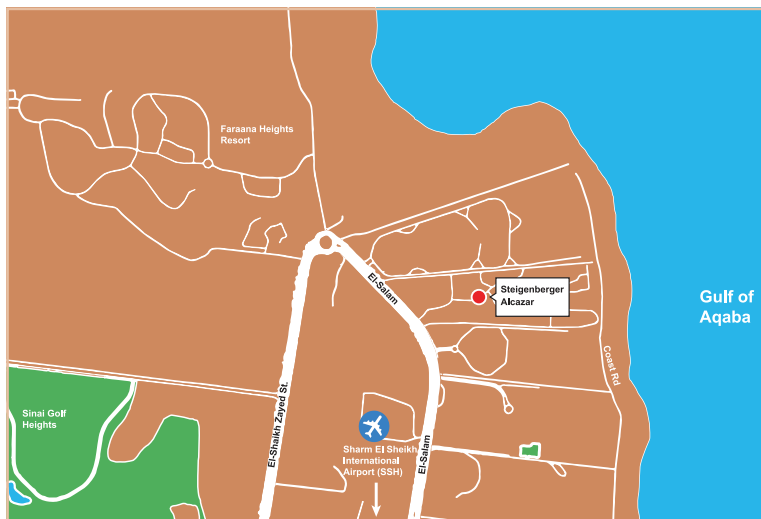 Faraana Heights
Resort
El-Salam
Steigenberger
Alcazar
Gulf of
Aqaba
Coast Rd
El-Shaikh Zayed St.
Sinai Golf
Heights
Sharm El Sheikh
International
Airport (SSH)
El-Salam